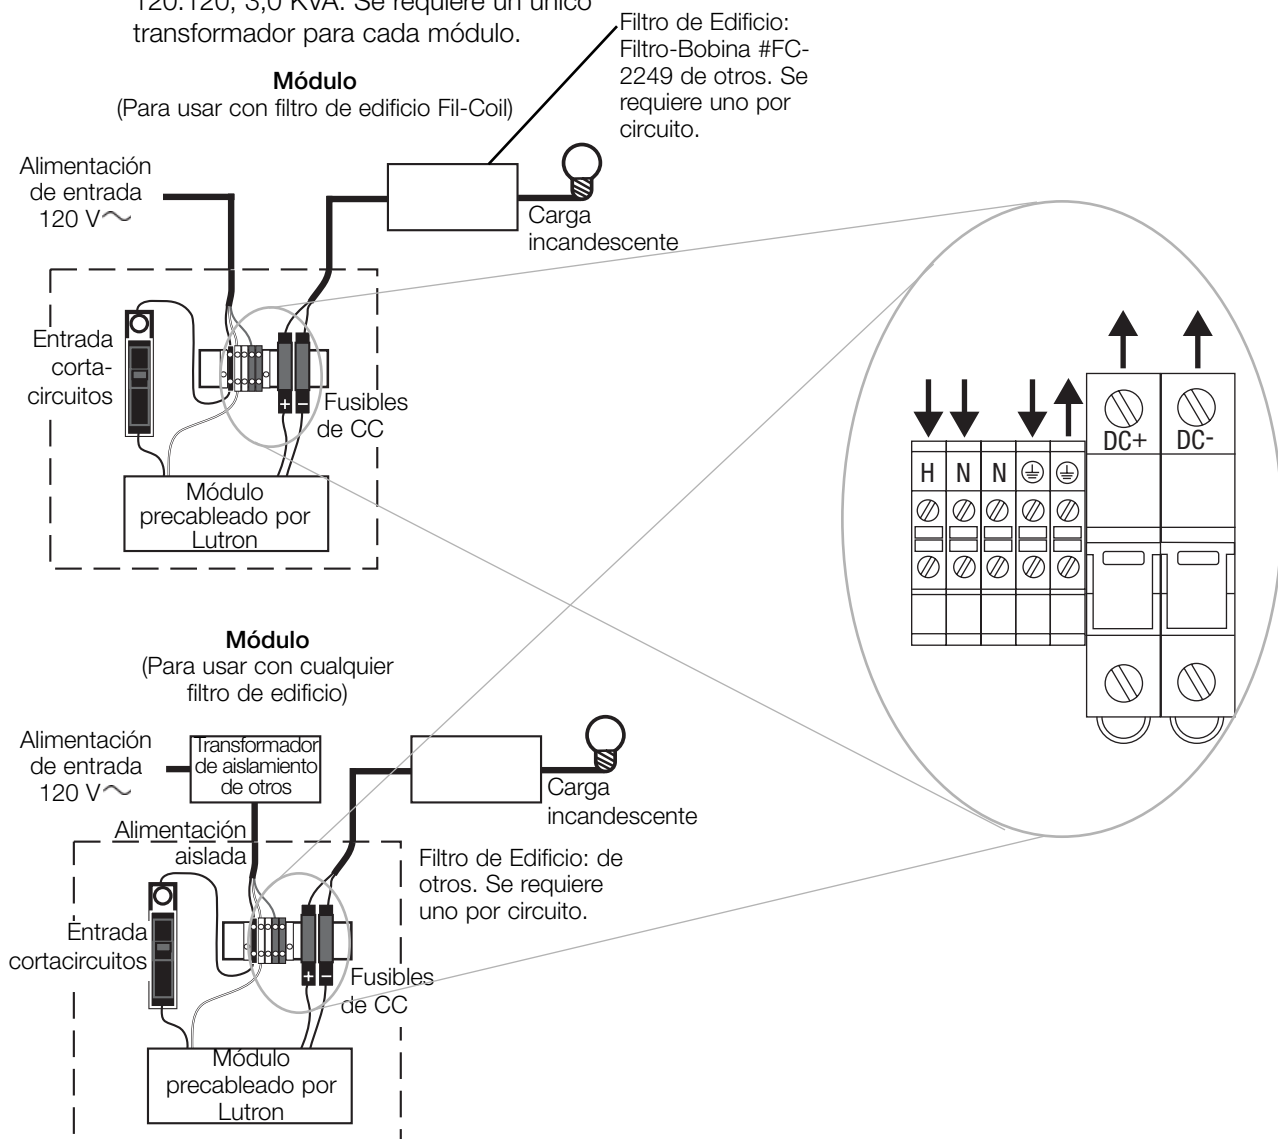 120:120, 3,0 KVA. Se requiere un único
transformador para cada módulo.
Filtro de Edificio:
Filtro-Bobina #FC-
2249 de otros. Se
requiere uno por
circuito.
Módulo
(Para usar con filtro de edificio Fil-Coil)
Alimentación
de entrada
120 V~
Carga
incandescente
Entrada
corta-
circuitos
+ −
Fusibles
de CC
Módulo
precableado por
Lutron
DC+ DC-
H N N
Módulo
(Para usar con cualquier
filtro de edificio)
Alimentación
de entrada
120 V~
Transformador
de aislamiento
de otros
Carga
incandescente
Alimentación
aislada
Filtro de Edificio: de
otros. Se requiere
uno por circuito.
Entrada
cortacircuitos
+ −
Fusibles
de CC
Módulo
precableado por
Lutron